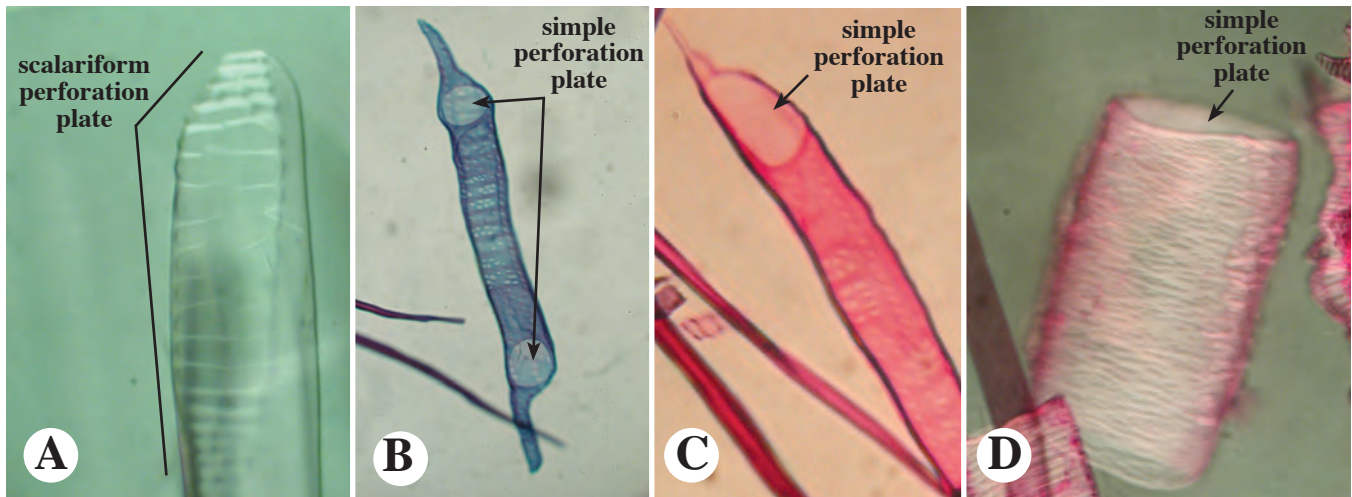 scalariform
perforation
plate
A
simple
perforation
plate
B
simple
perforation
plate
C
simple
perforation
plate
D